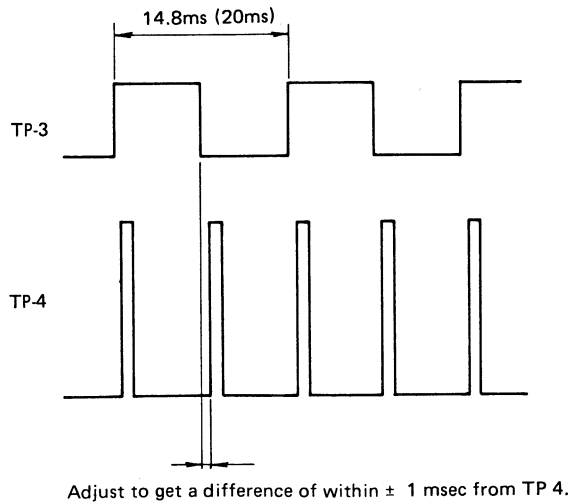 14.8ms (20ms)
TP-3
TP-4
Adjust to get a difference of within ± 1 msec from TP 4.